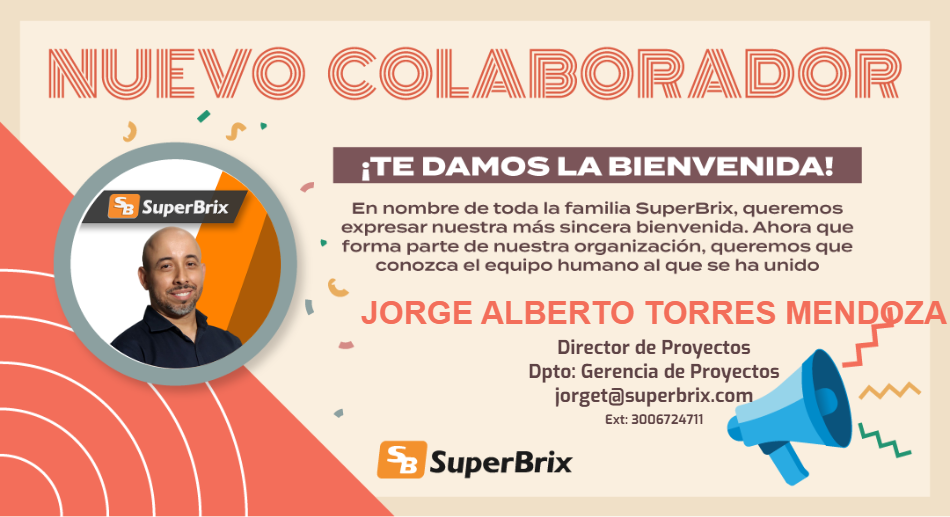 NUEVO COLABORADOR
¡TE DAMOS LA BIENVENIDA!
SB SuperBrix
En nombre de toda la familia SuperBrix, queremos
expresar nuestra más sincera bienvenida. Ahora que
forma parte de nuestra organización, queremos que
conozca el equipo humano al que se ha unido
JORGE ALBERTO TORRES MENDOZA
Director de Proyectos
Dpto: Gerencia de Proyectos
jorget@superbrix.com
Ext: 3006724711
SB SuperBrix